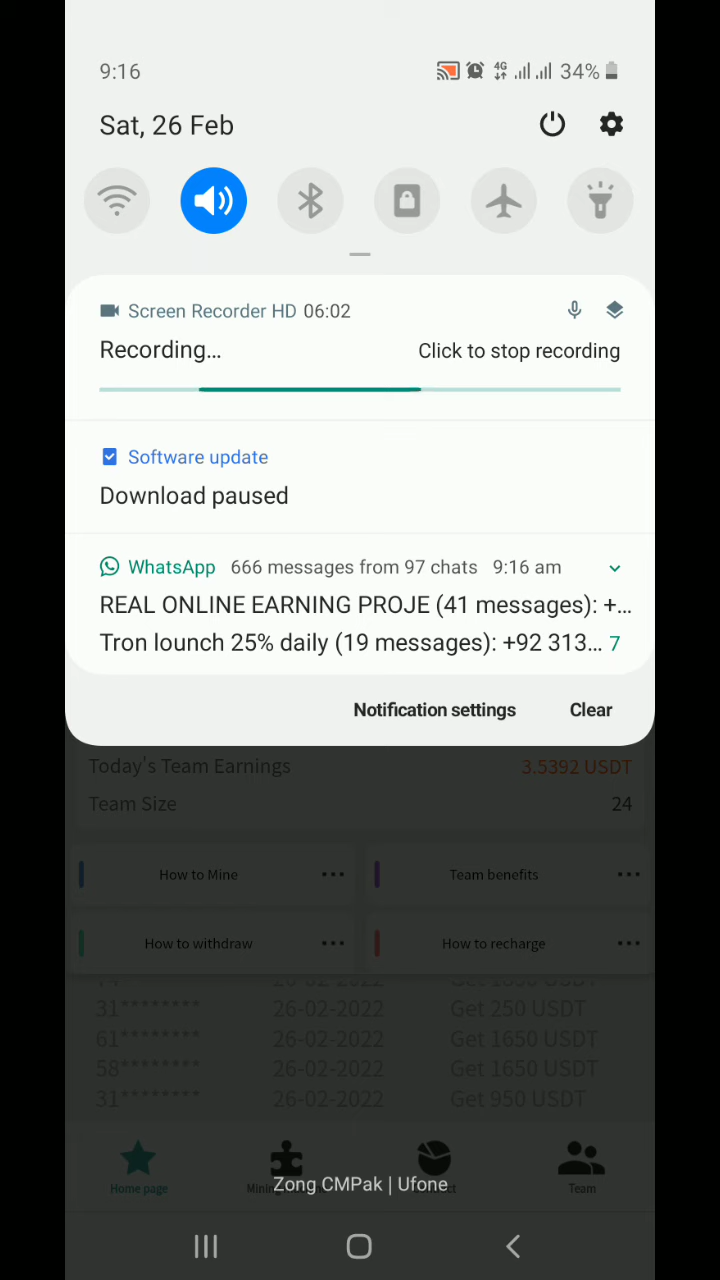 9:16
4G
34%
Sat, 26 Feb
Screen Recorder HD 06:02
Recording... Click to stop recording
Software update
Download paused
WhatsApp 666 messages from 97 chats 9:16 am
REAL ONLINE EARNING PROJE (41 messages): +...
Tron lounch 25% daily (19 messages): +92 313... 7
Notification settings Clear
Today's Team Earnings 3.5392 USDT
Team Size 24
How to Mine Team benefits
How to withdraw How to recharge
31******** 26-02-2022 Get 250 USDT
61******** 26-02-2022 Get 1650 USDT
58******** 26-02-2022 Get 1650 USDT
31******** 26-02-2022 Get 950 USDT
Zong CMPak | Ufone
Home page Team